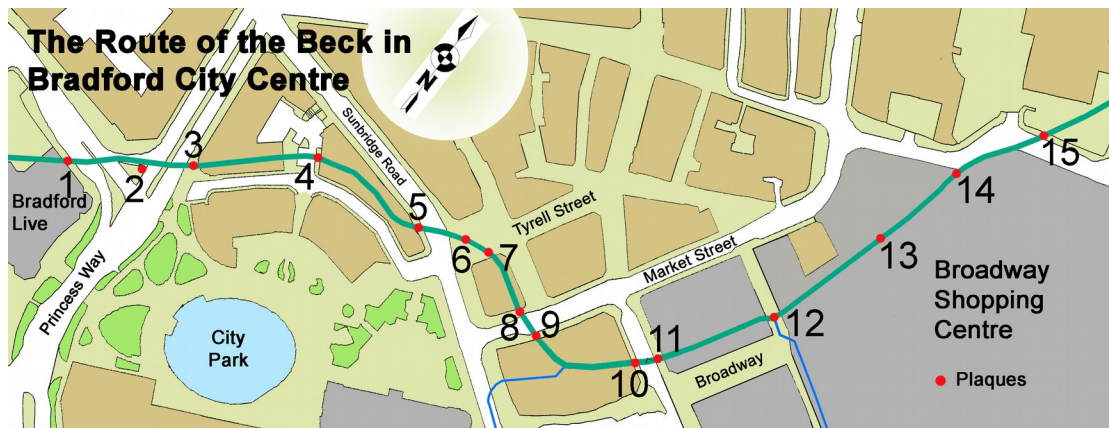 The Route of the Beck in
Bradford City Centre
N
Sunbridge Road
1
2
3
4
5
6
7
8
9
10
11
12
13
14
15
Bradford
Live
Princess Way
City
Park
Tyrell Street
Market Street
Broadway
Broadway
Shopping
Centre
Plaques